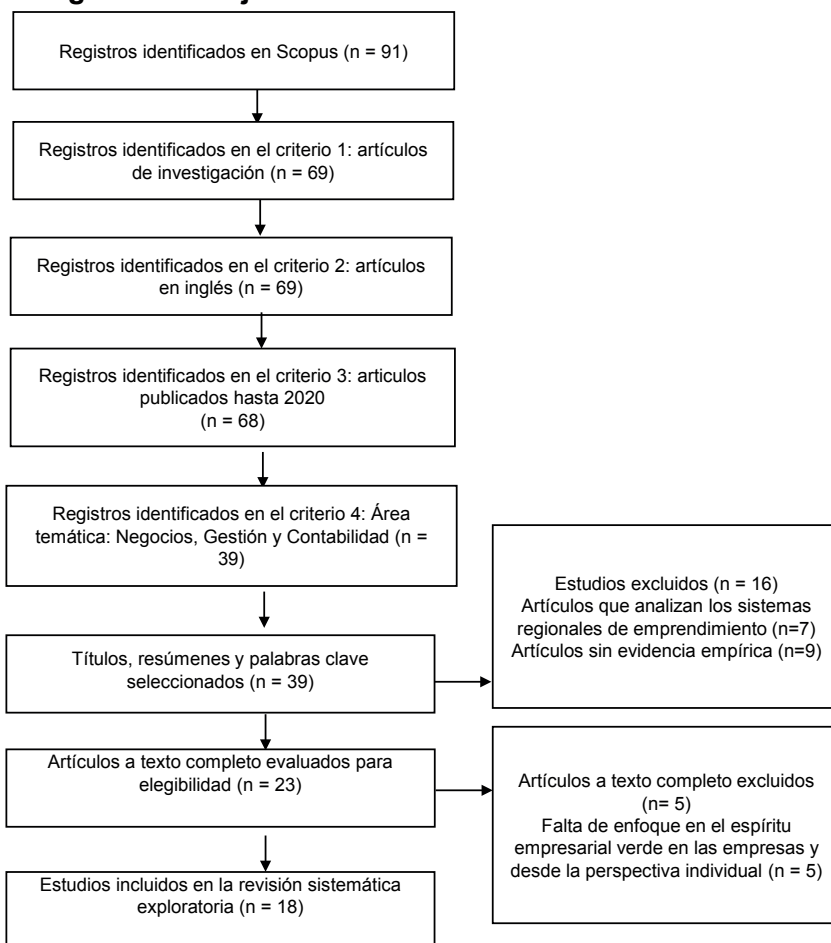 Registros identificados en Scopus (n = 91)
Registros identificados en el criterio 1: artículos
de investigación (n = 69)
Registros identificados en el criterio 2: artículos
en inglés (n = 69)
Registros identificados en el criterio 3: articulos
publicados hasta 2020
(n = 68)
Registros identificados en el criterio 4: Área
temática: Negocios, Gestión y Contabilidad (n =
39)
Títulos, resúmenes y palabras clave
seleccionados (n = 39)
Estudios excluidos (n = 16)
Artículos que analizan los sistemas
regionales de emprendimiento (n=7)
Artículos sin evidencia empírica (n=9)
Artículos a texto completo evaluados para
elegibilidad (n = 23)
Artículos a texto completo excluidos
(n= 5)
Falta de enfoque en el espíritu
empresarial verde en las empresas y
desde la perspectiva individual (n = 5)
Estudios incluidos en la revisión sistemática
exploratoria (n = 18)